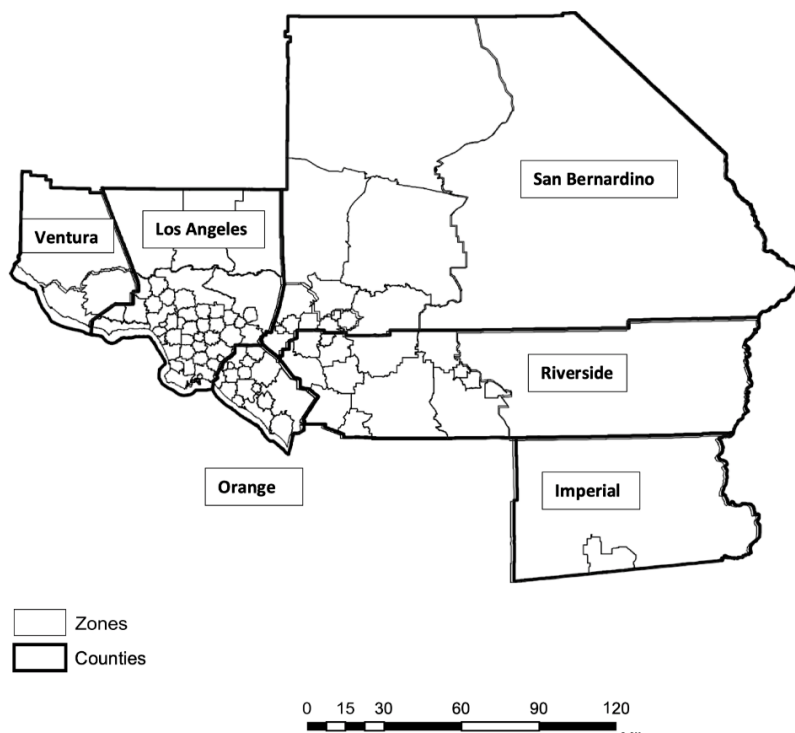 San Bernardino
Los Angeles
Ventura
Riverside
Orange
Imperial
Zones
Counties
0 15 30 60 90 120